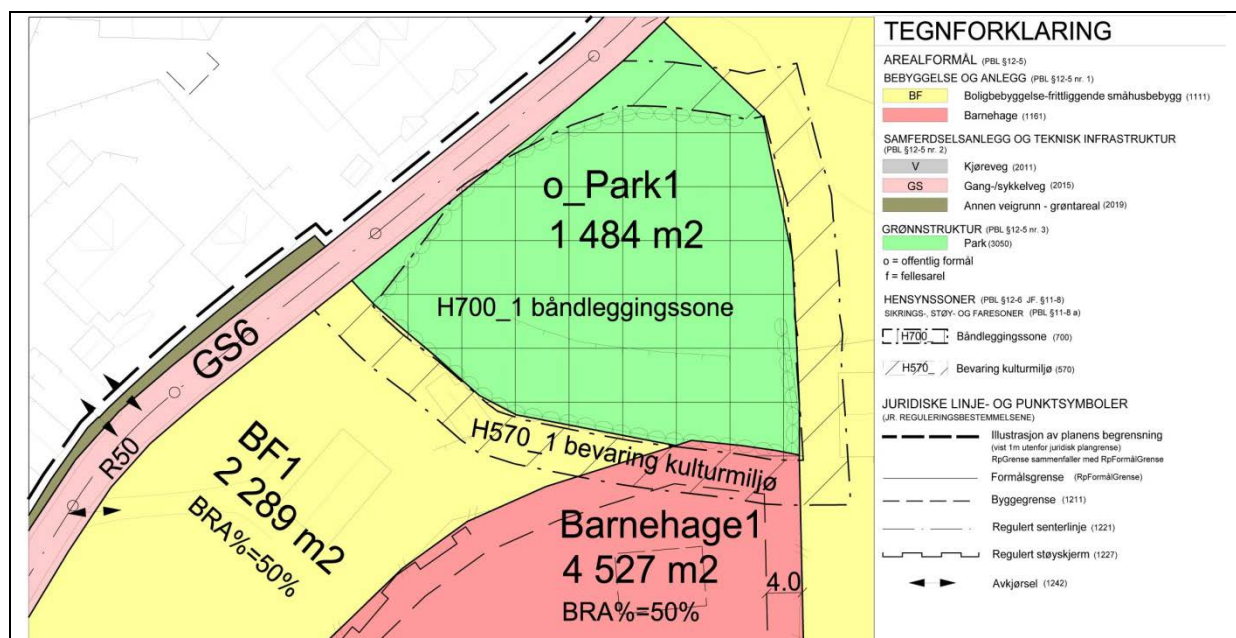 o_Park1
1 484 m2
H700_1 båndleggingssone
GS6
R50
BF1
2 289 m2
BRA%=50%
H570_1 bevaring kulturmiljø
Barnehage1
4 527 m2
BRA%=50%
4.0
TEGNFORKLARING
AREALFORMÅL (PBL §12-5)
BEBYGGELSE OG ANLEGG (PBL §12-5 nr. 1)
BF Boligbebyggelse-frittliggende småhusbebygg (1111)
Barnehage (1161)
SAMFERDSELSANLEGG OG TEKNISK INFRASTRUKTUR
(PBL §12-5 nr. 2)
V Kjøreveg (2011)
GS Gang-/sykkelveg (2015)
Annen veigrunn - grøntareal (2019)
GRØNNSTRUKTUR (PBL §12-5 nr. 3)
Park(3050)
o = offentlig formål
f = fellesarel
HENSYNSSONER (PBL §12-6 JF. §11-8)
SIKRINGS-, STØY- OG FARESONER (PBL §11-8 a)
H700_ Båndleggingssone (700)
H570_ Bevaring kulturmiljø (570)
JURIDISKE LINJE- OG PUNKTSYMBOLER
(JR. REGULERINGSBESTEMMELSENE)
Illustrasjon av planens begrensning
(vist 1m utenfor juridisk plangrense)
RpGrense sammenfaller med RpFormålGrense
Formålsgrense (RpFormålGrense)
Byggegrense (1211)
Regulert senterlinje (1221)
Regulert støyskjerm (1227)
Avkjørsel (1242)